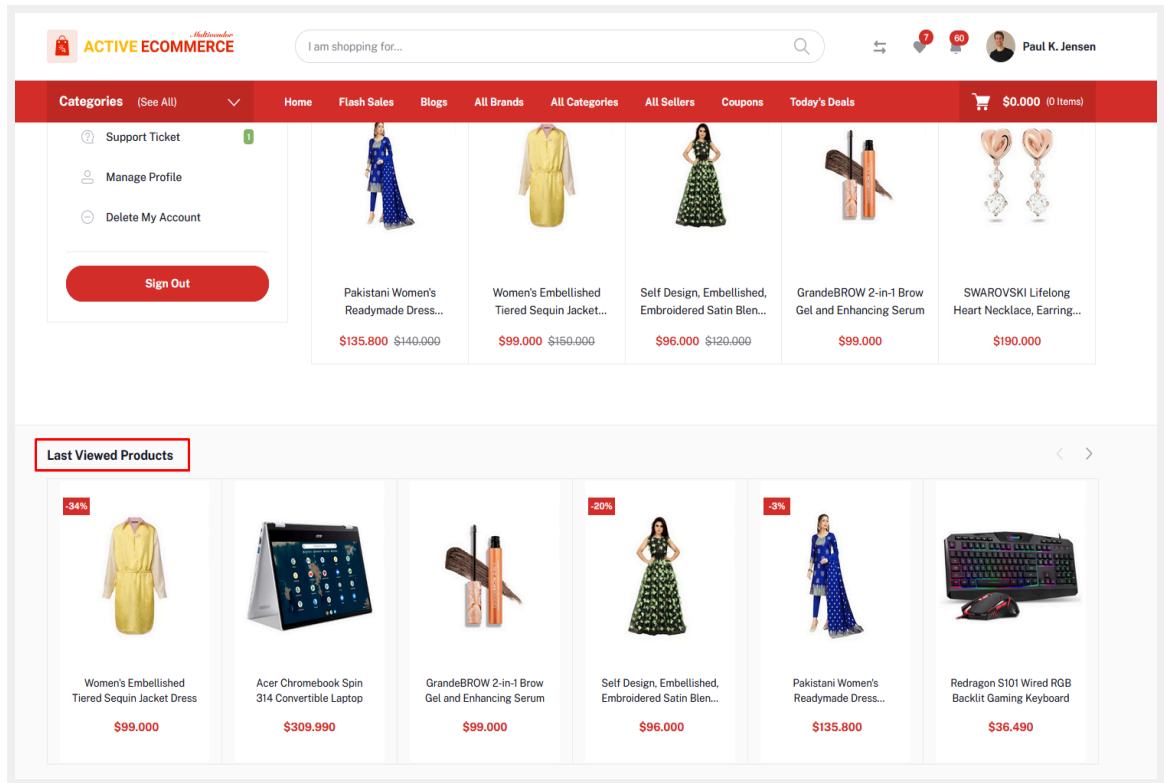 Multivendor
ACTIVE ECOMMERCE
I am shopping for...
7
60
Paul K. Jensen
Categories (See All)
Home Flash Sales Blogs All Brands All Categories All Sellers Coupons Today's Deals
$0.000 (0 Items)
Support Ticket 1
Manage Profile
Delete My Account
Sign Out
Pakistani Women's
Readymade Dress...
$135.800 $140.000
Women's Embellished
Tiered Sequin Jacket...
$99.000 $150.000
Self Design, Embellished,
Embroidered Satin Blen...
$96.000 $120.000
GrandeBROW 2-in-1 Brow
Gel and Enhancing Serum
$99.000
SWAROVSKI Lifelong
Heart Necklace, Earring...
$190.000
Last Viewed Products
-34%
Women's Embellished
Tiered Sequin Jacket Dress
$99.000
Acer Chromebook Spin
314 Convertible Laptop
$309.990
GrandeBROW 2-in-1 Brow
Gel and Enhancing Serum
$99.000
-20%
Self Design, Embellished,
Embroidered Satin Blen...
$96.000
-3%
Pakistani Women's
Readymade Dress...
$135.800
Redragon S101 Wired RGB
Backlit Gaming Keyboard
$36.490